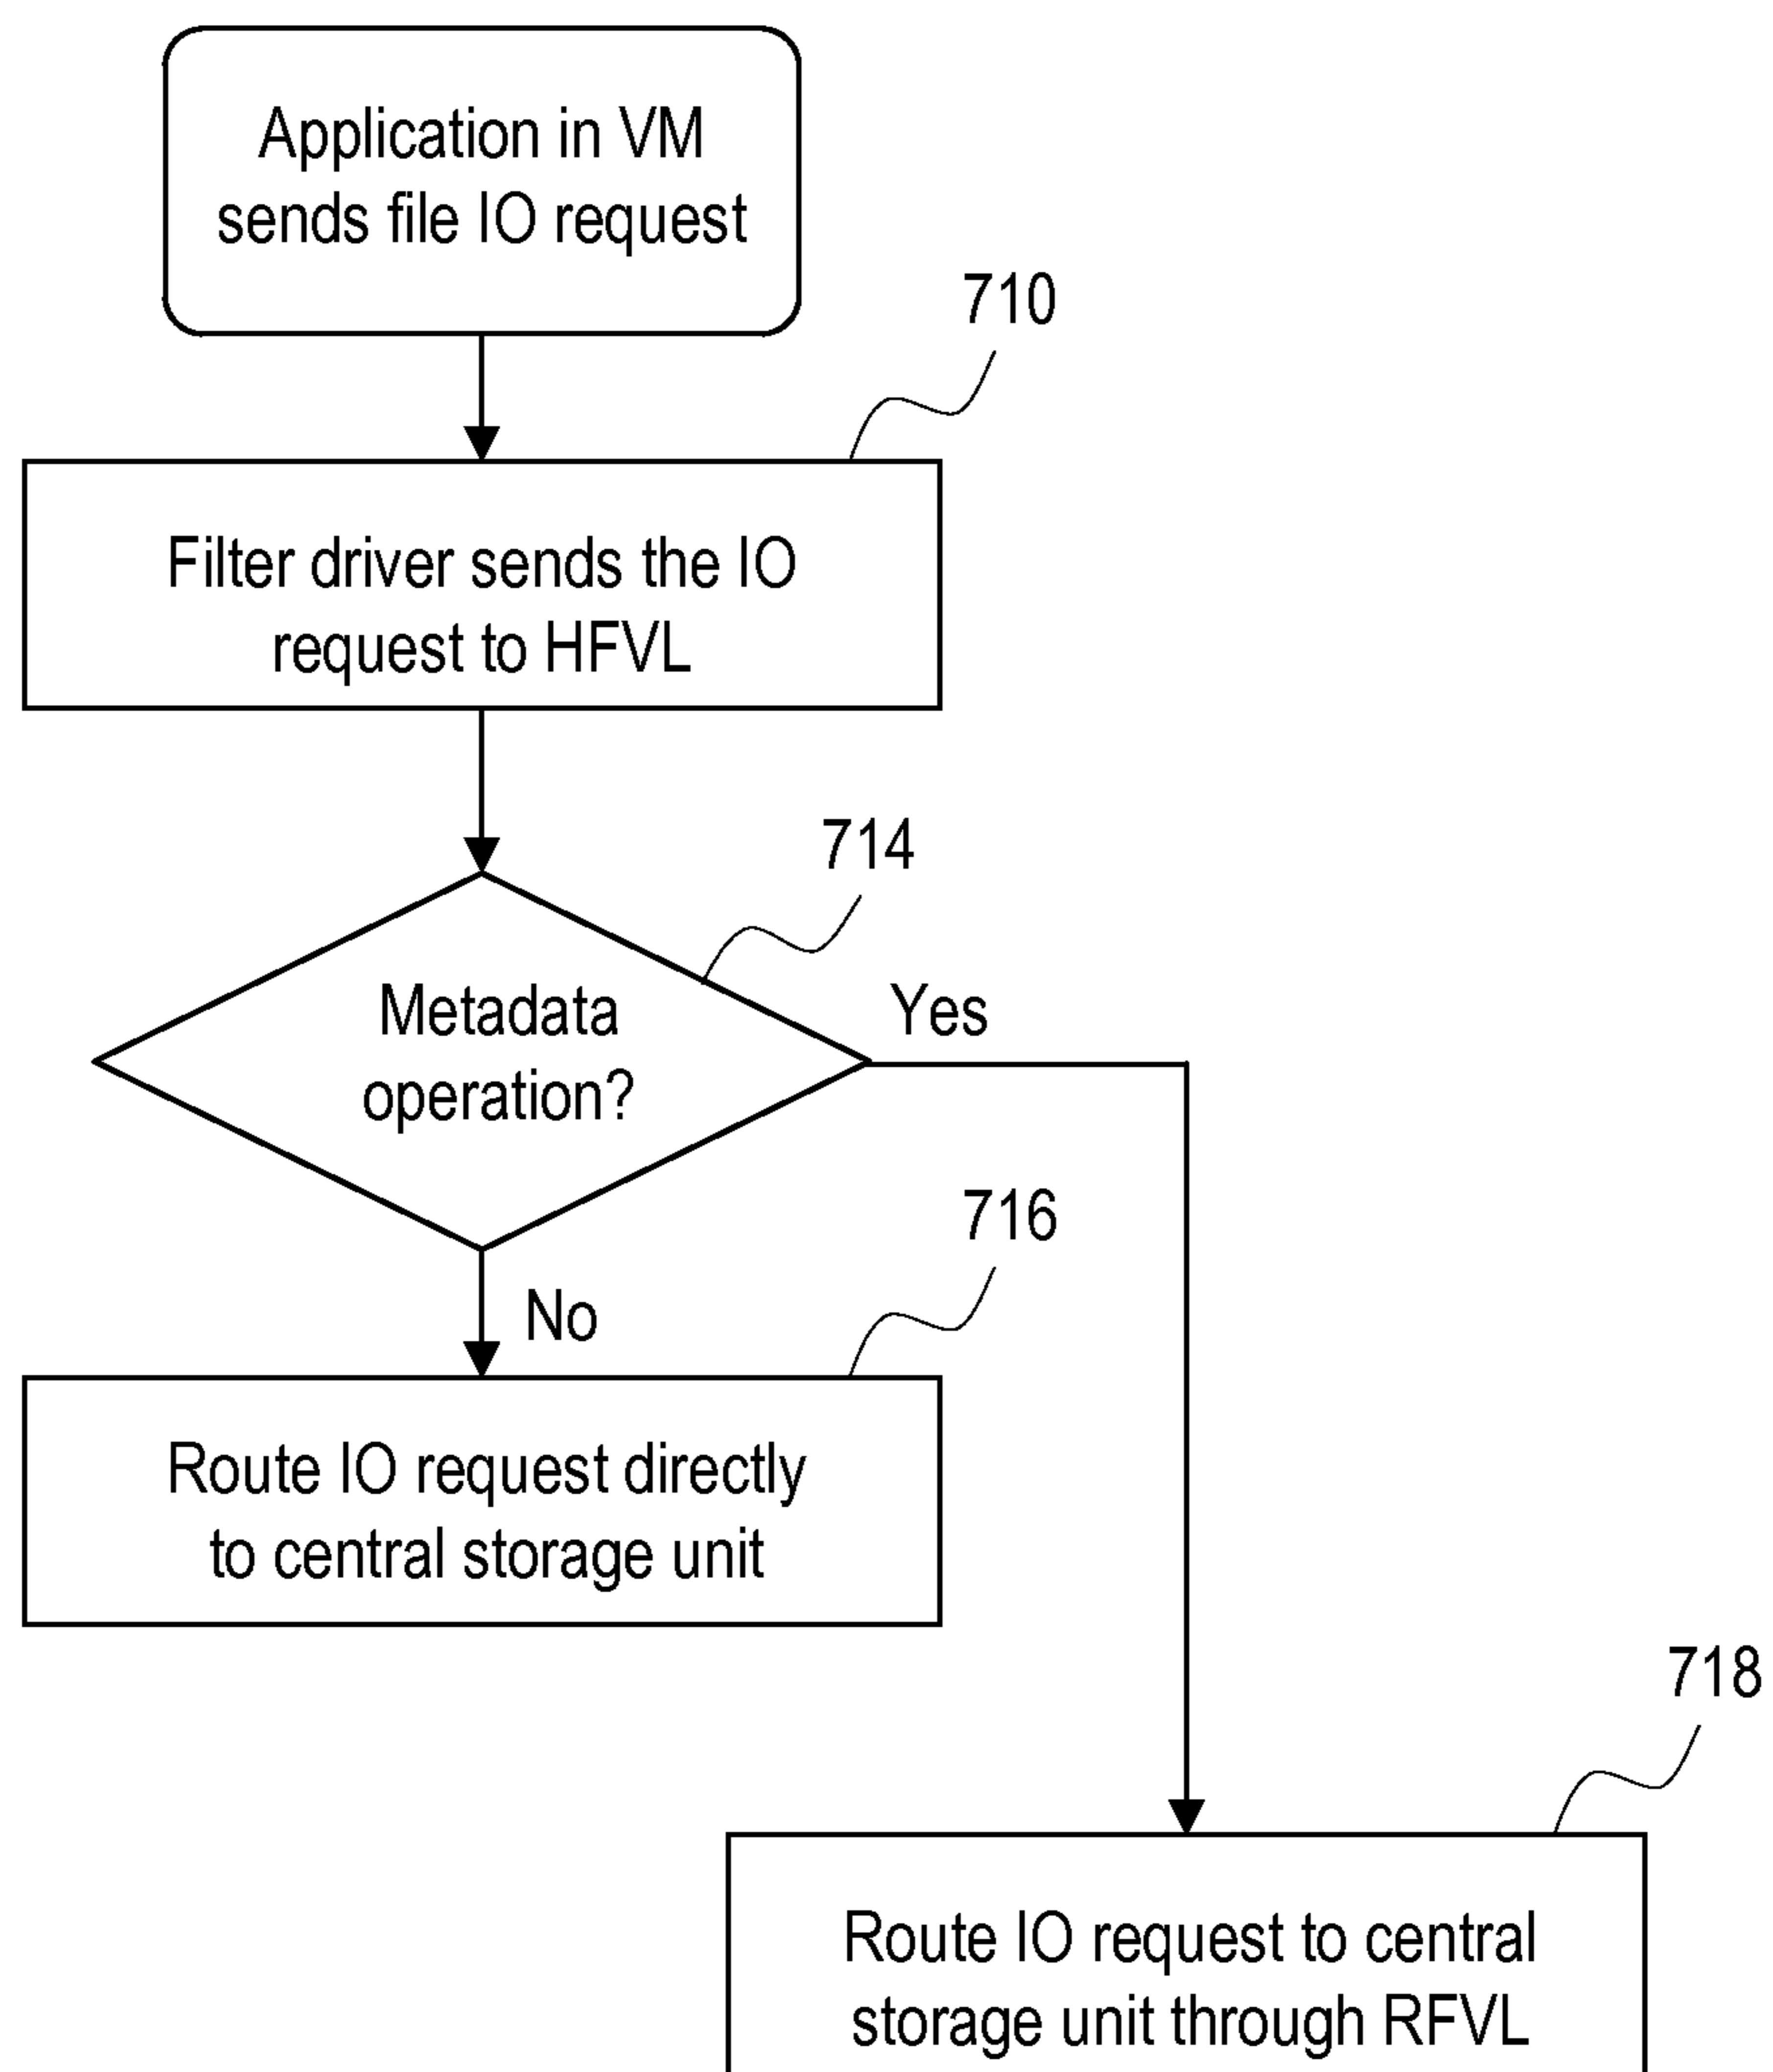 Application in VM
sends file IO request
710
Filter driver sends the IO
request to HFVL
714
Metadata
operation?
Yes
716
No
Route IO request directly
to central storage unit
718
Route IO request to central
storage unit through RFVL